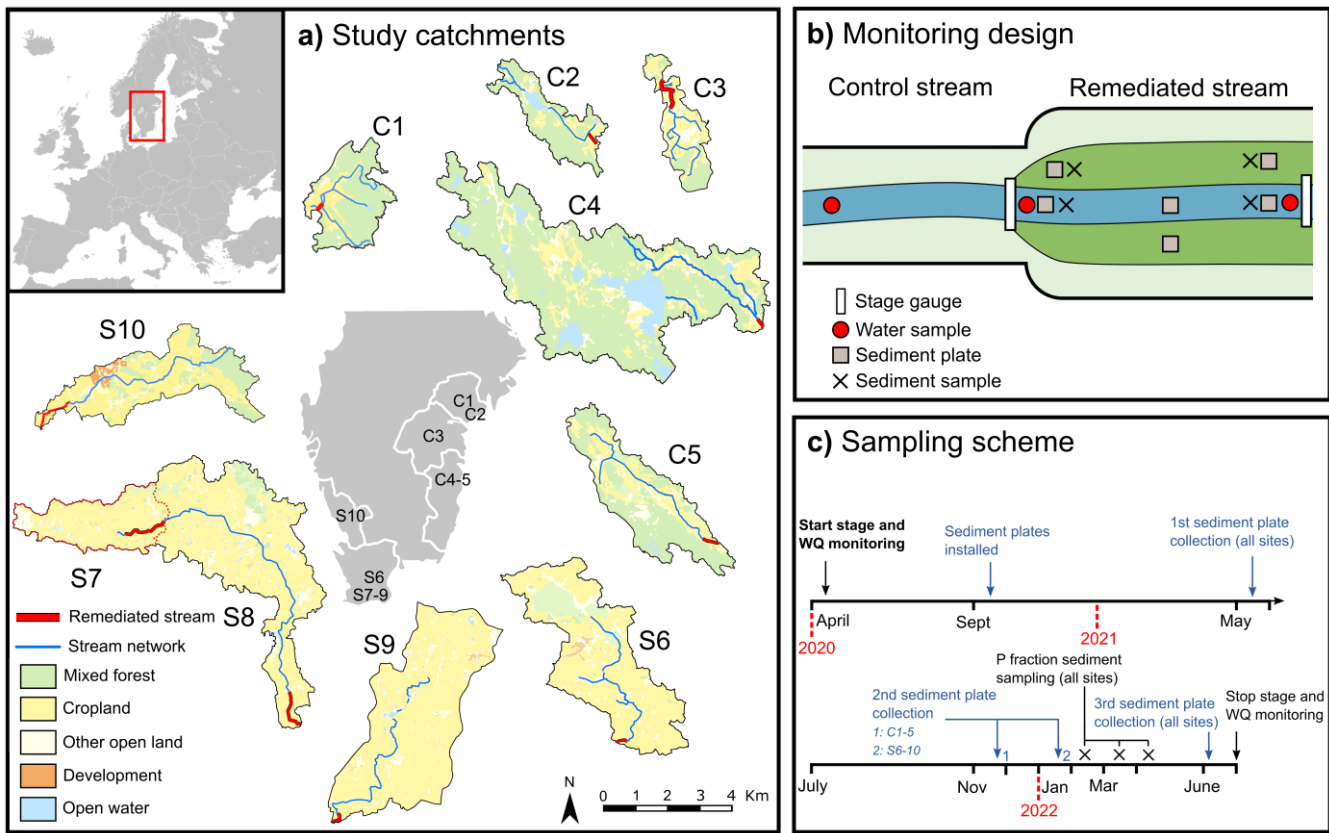 a) Study catchments
C1
C2
C3
C4
C5
S10
S7
S8
S9
S6
C1
C2
C3
C4-5
S10
S6
S7-9
Remediated stream
Stream network
Mixed forest
Cropland
Other open land
Development
Open water
N
0 1 2 3 4 Km
b) Monitoring design
Control stream
Remediated stream
Stage gauge
Water sample
Sediment plate
Sediment sample
c) Sampling scheme
Start stage and
WQ monitoring
Sediment plates
installed
1st sediment plate
collection (all sites)
April
Sept
May
2020
2021
P fraction sediment
sampling (all sites)
2nd sediment plate
collection
1: C1-5
2: S6-10
3rd sediment plate
collection (all sites)
Stop stage and
WQ monitoring
1
2
July
Nov
Jan
Mar
June
2022